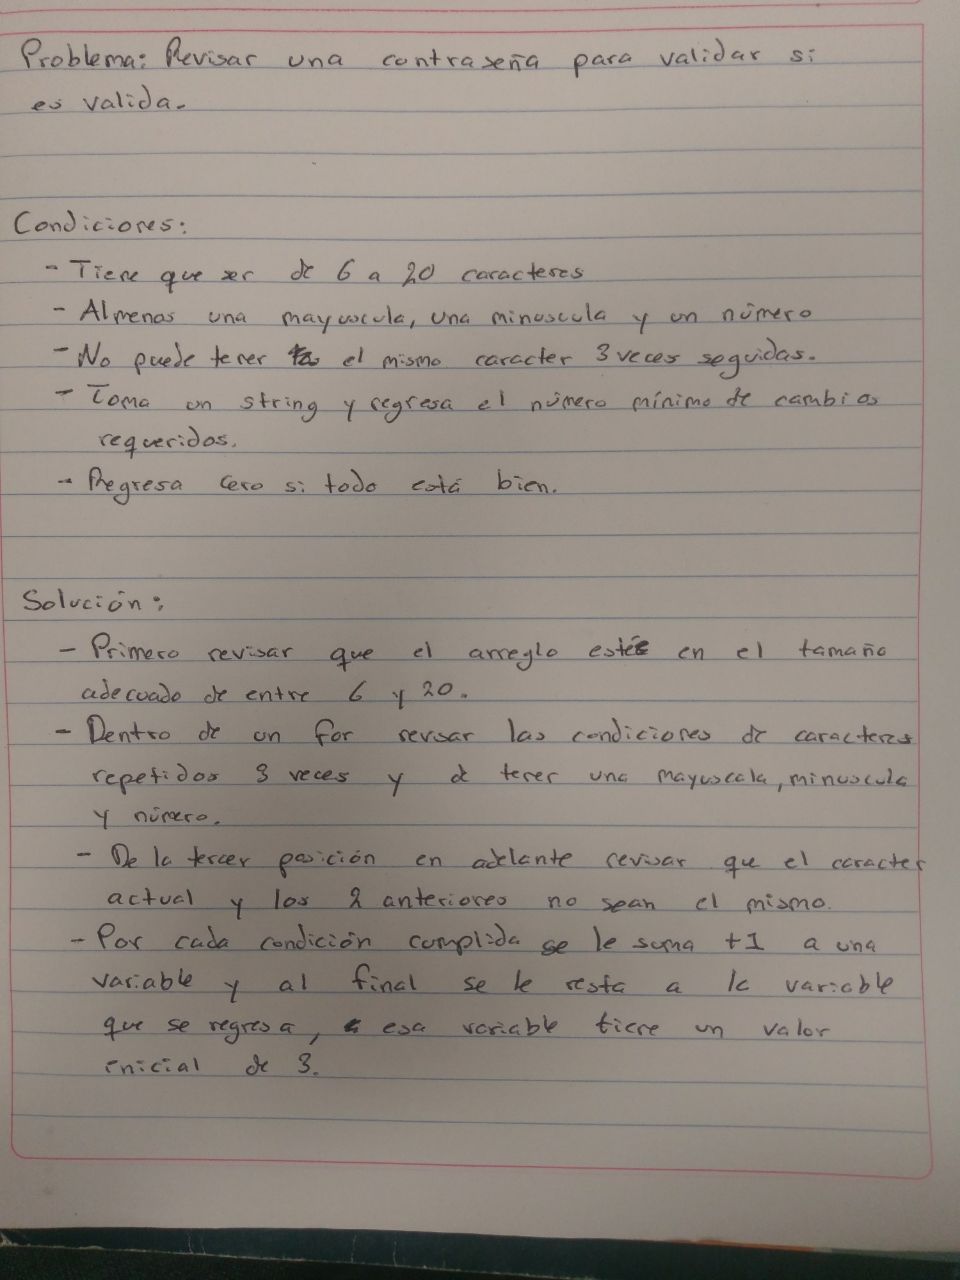 Problema: Revisar una contraseña para validar si
es valida.
Condiciones:
- Tiene que ser de 6 a 20 caracteres
- Almenos una mayuscula, una minuscula y un número
- No puede tener el mismo caracter 3 veces seguidas.
- Toma un string y regresa el número mínimo de cambios
requeridos.
- Regresa cero si todo está bien.
Solución:
- Primero revisar que el arreglo esté en el tamaño
adecuado de entre 6 y 20.
- Dentro de un for revisar las condiciones de caracteres
repetidos 3 veces y de tener una mayuscala, minuscula
y número.
- De la tercer posición en adelante revisar que el caracter
actual y los 2 anteriores no sean el mismo.
- Por cada condición cumplida se le suma +1 a una
variable y al final se le resta a la variable
que se regresa, esa variable tiene un valor
inicial de 3.